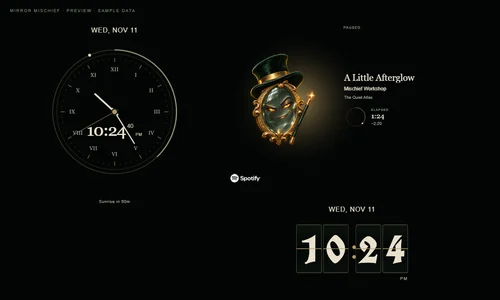 MIRROR MISCHIEF · PREVIEW · SAMPLE DATA
WED, NOV 11
XII
XI
I
X
II
IX
III
VIII
IV
VII
V
VI
10:24
40
PM
Sunrise in 55m
PAUSED
A Little Afterglow
Mischief Workshop
The Quiet Atlas
ELAPSED
1:24
-2:20
Spotify
WED, NOV 11
10:24
PM